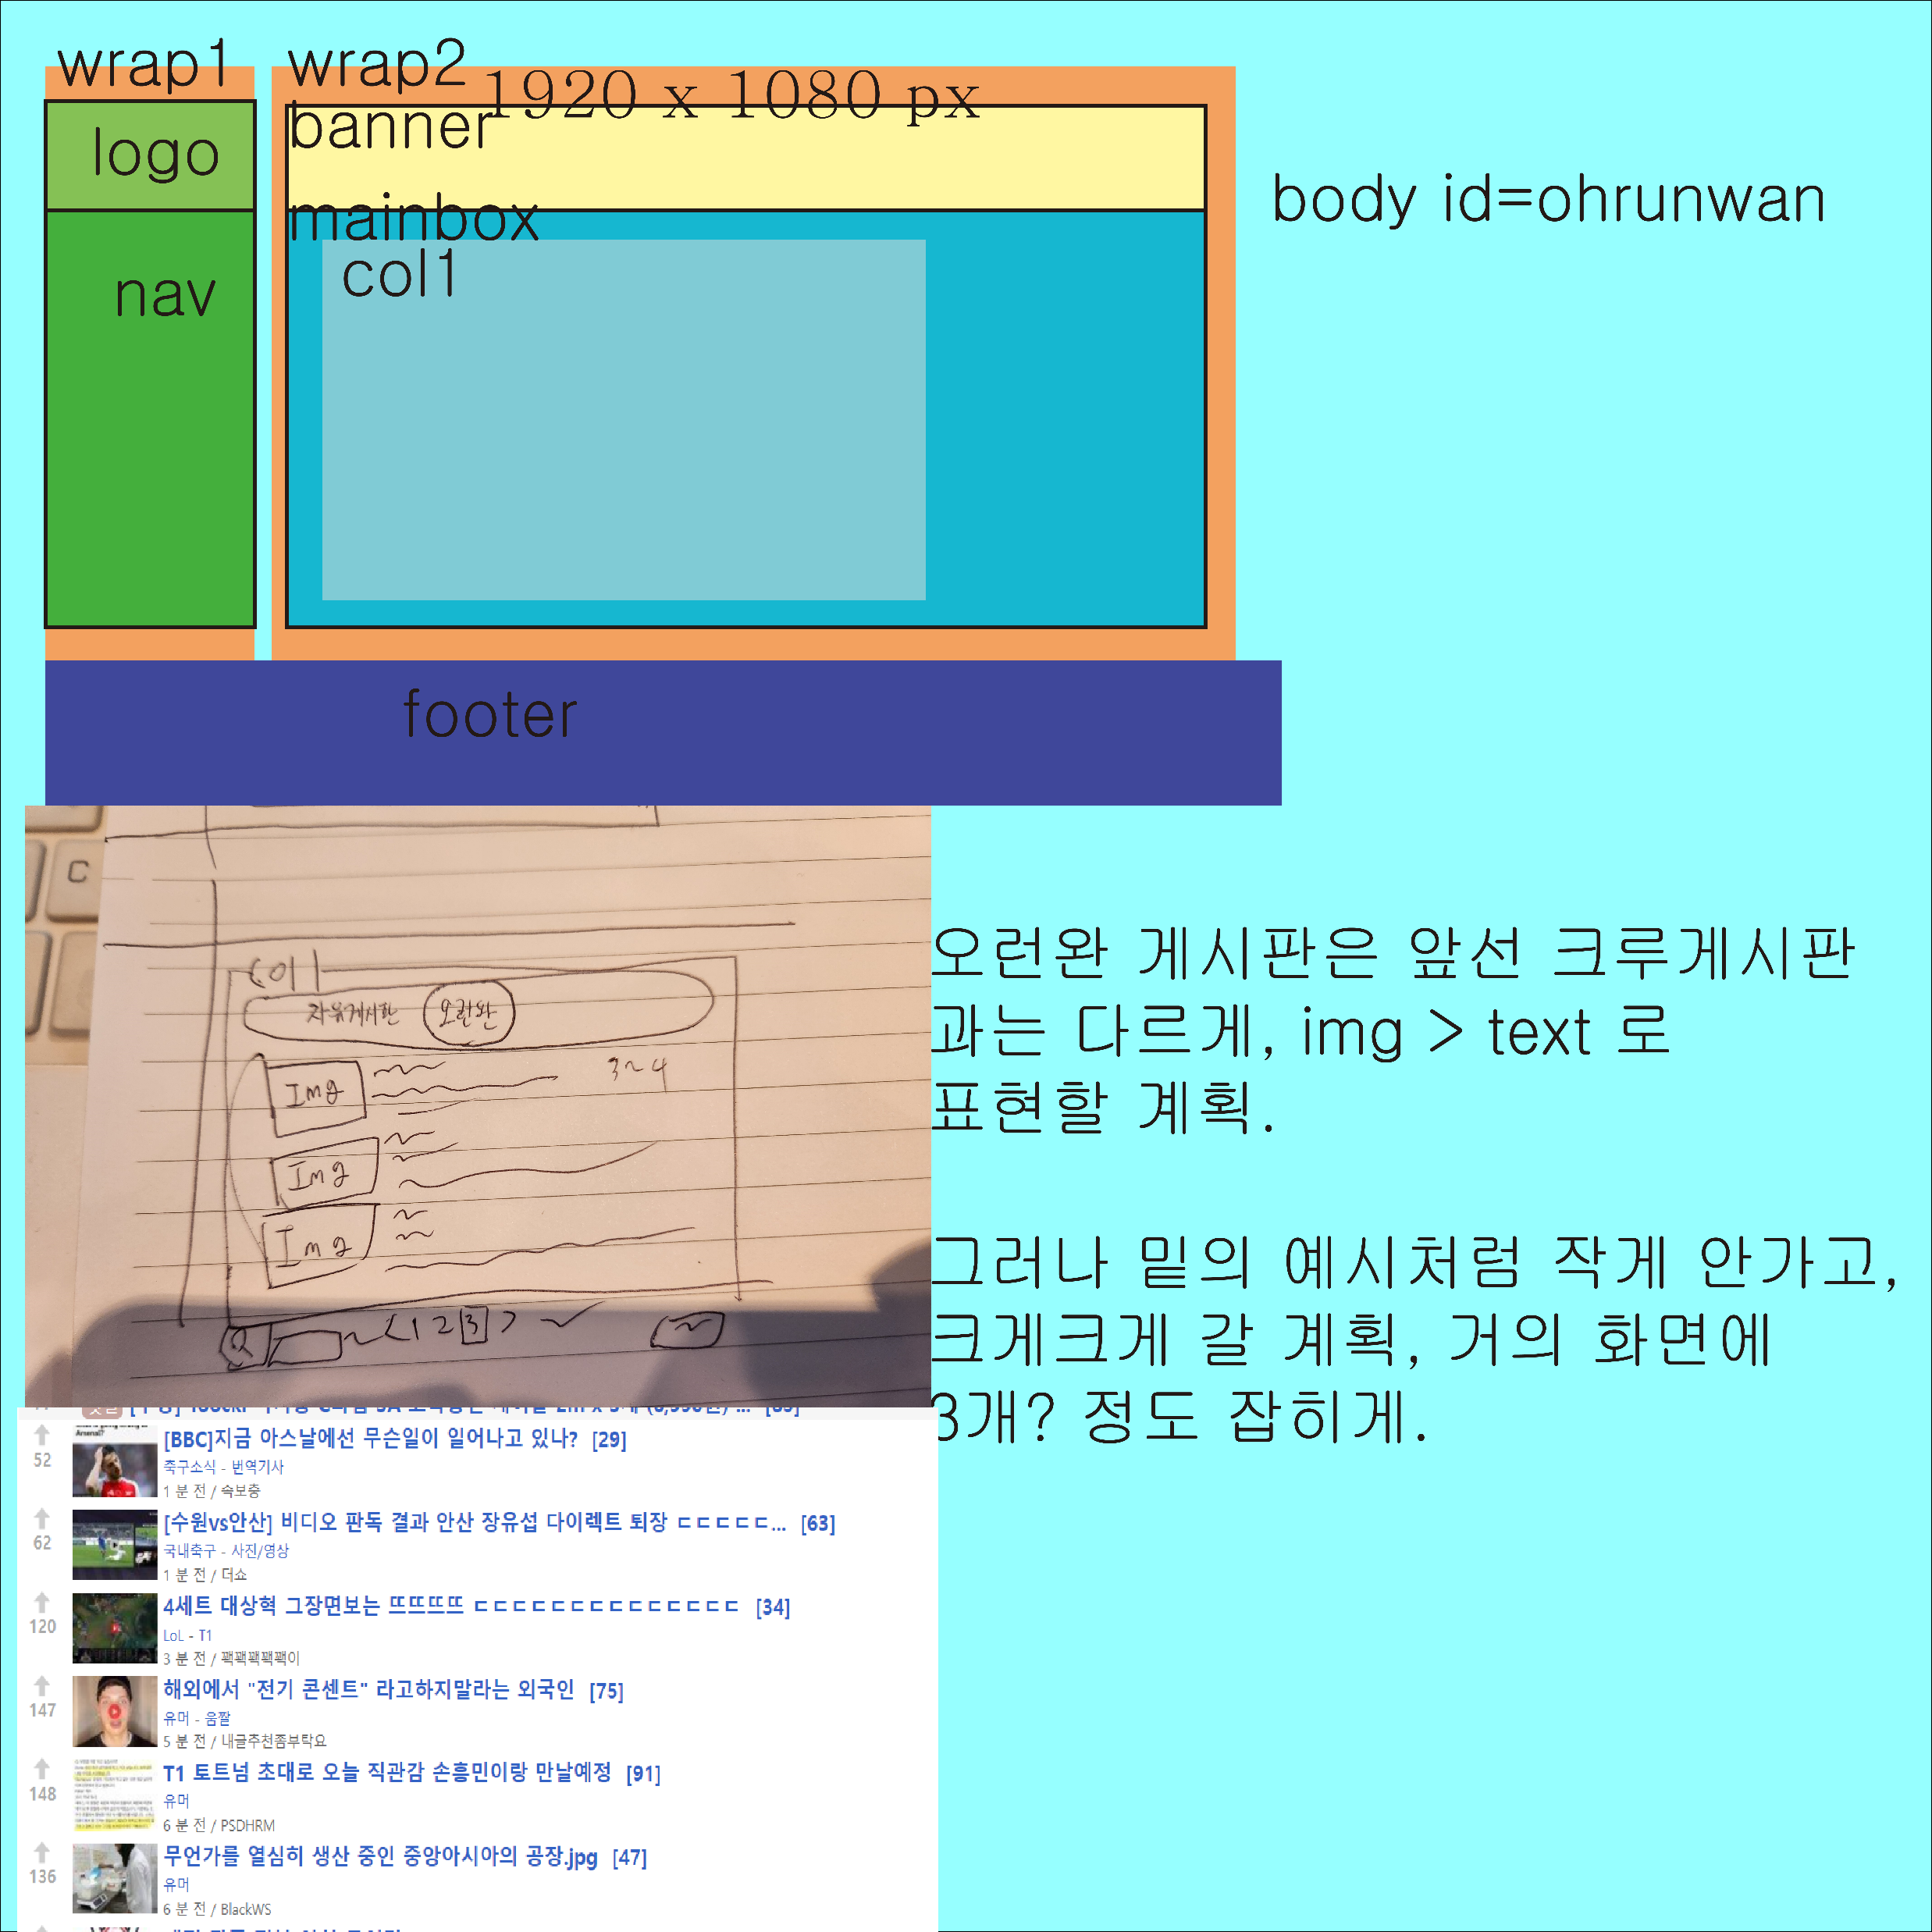 wrap1
wrap2
1920 x 1080 px
banner
logo
mainbox
col1
nav
body id=ohrunwan
footer
C
col1
자유게시판 오런완
Img
3~4
Img
Img
<123>
오런완 게시판은 앞선 크루게시판
과는 다르게, img > text 로
표현할 계획.
그러나 밑의 예시처럼 작게 안가고,
크게크게 갈 계획, 거의 화면에
3개? 정도 잡히게.
Arsenal?
[BBC]지금 아스날에선 무슨일이 일어나고 있나? [29]
52
축구소식 - 번역기사
1 분 전 / 속보충
[수원vs안산] 비디오 판독 결과 안산 장유섭 다이렉트 퇴장 ㄷㄷㄷㄷㄷ... [63]
62
국내축구 - 사진/영상
1 분 전 / 더쇼
4세트 대상혁 그장면보는 뜨뜨뜨뜨 ㄷㄷㄷㄷㄷㄷㄷㄷㄷㄷㄷㄷㄷㄷ [34]
120
LoL - T1
3 분 전 / 꽥꽥꽥꽥꽥이
해외에서 "전기 콘센트" 라고하지말라는 외국인 [75]
147
유머 - 움짤
5 분 전 / 내글추천좀부탁요
T1 토트넘 초대로 오늘 직관감 손흥민이랑 만날예정 [91]
148
유머
6 분 전 / PSDHRM
무언가를 열심히 생산 중인 중앙아시아의 공장.jpg [47]
136
유머
6 분 전 / BlackWS